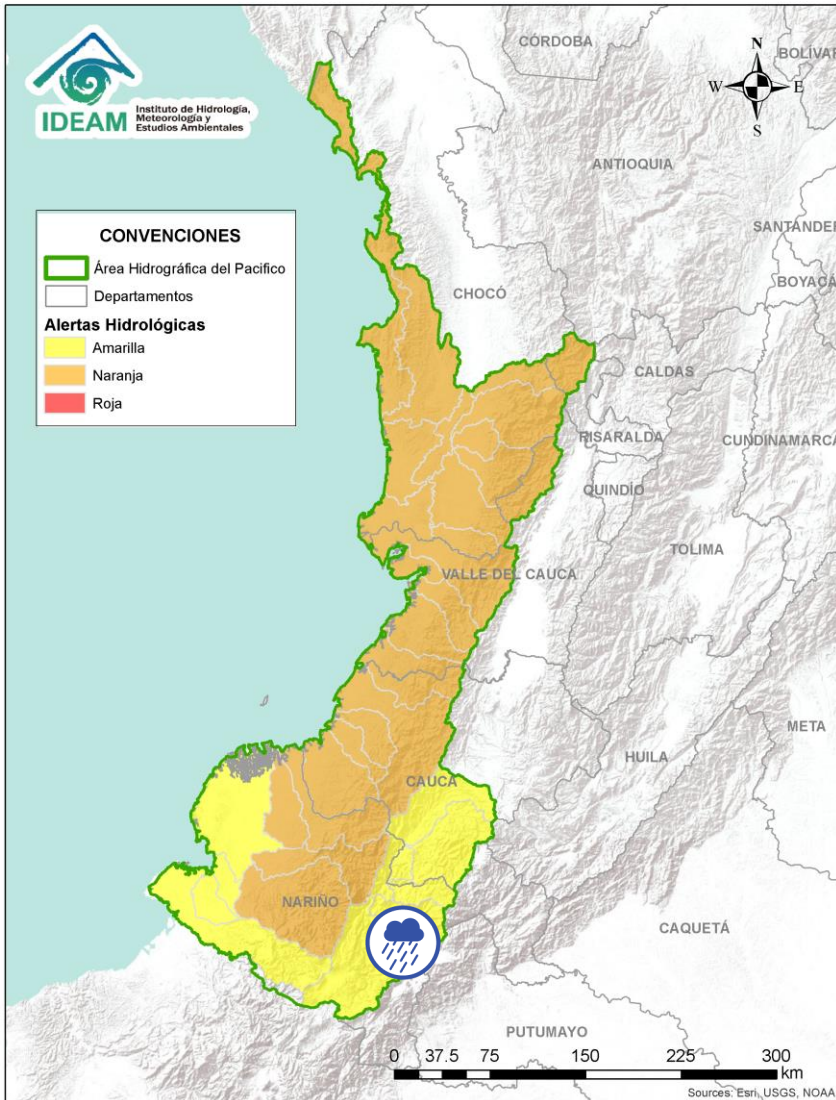 IDEAM
Instituto de Hidrología,
Meteorología y
Estudios Ambientales
CÓRDOBA
BOLÍVAR
N
W
E
S
ANTIOQUIA
SANTANDER
BOYACÁ
CONVENCIONES
Área Hidrográfica del Pacifico
Departamentos
Alertas Hidrológicas
Amarilla
Naranja
Roja
CHOCÓ
CALDAS
RISARALDA
CUNDINAMARCA
QUINDÍO
TOLIMA
VALLE DEL CAUCA
META
HUILA
CAUCA
NARIÑO
CAQUETÁ
PUTUMAYO
0 37.5 75 150 225 300
km
Sources: Esri, USGS, NOAA